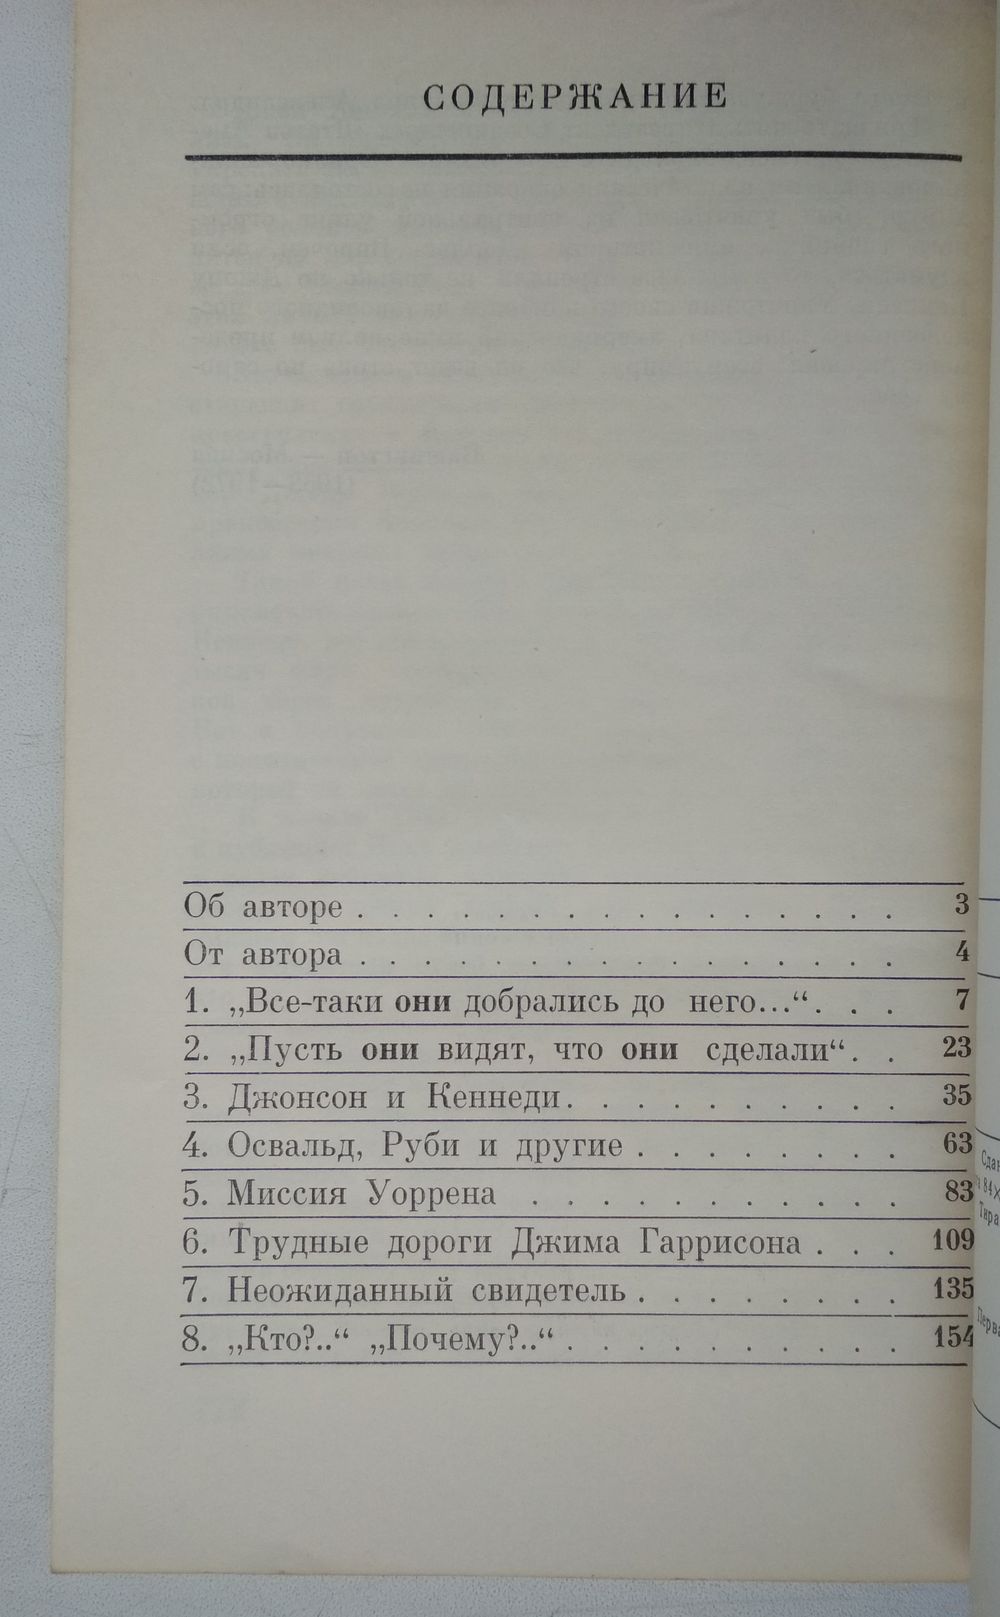 СОДЕРЖАНИЕ
Об авторе . . . . . . . . . . . . . . . . 3
От автора . . . . . . . . . . . . . . . . 4
1. „Все-таки они добрались до него...“. . . 7
2. „Пусть они видят, что они сделали“. . 23
3. Джонсон и Кеннеди. . . . . . . . . . 35
4. Освальд, Руби и другие . . . . . . . . 63
5. Миссия Уоррена . . . . . . . . . . . 83
6. Трудные дороги Джима Гаррисона . . . 109
7. Неожиданный свидетель . . . . . . . . 135
8. „Кто?..“ „Почему?..“ . . . . . . . . . . 154